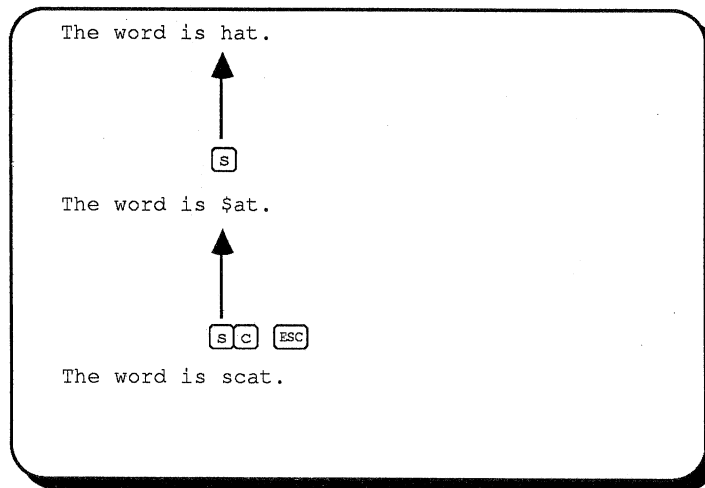 The word is hat.
s
The word is $at.
s c ESC
The word is scat.